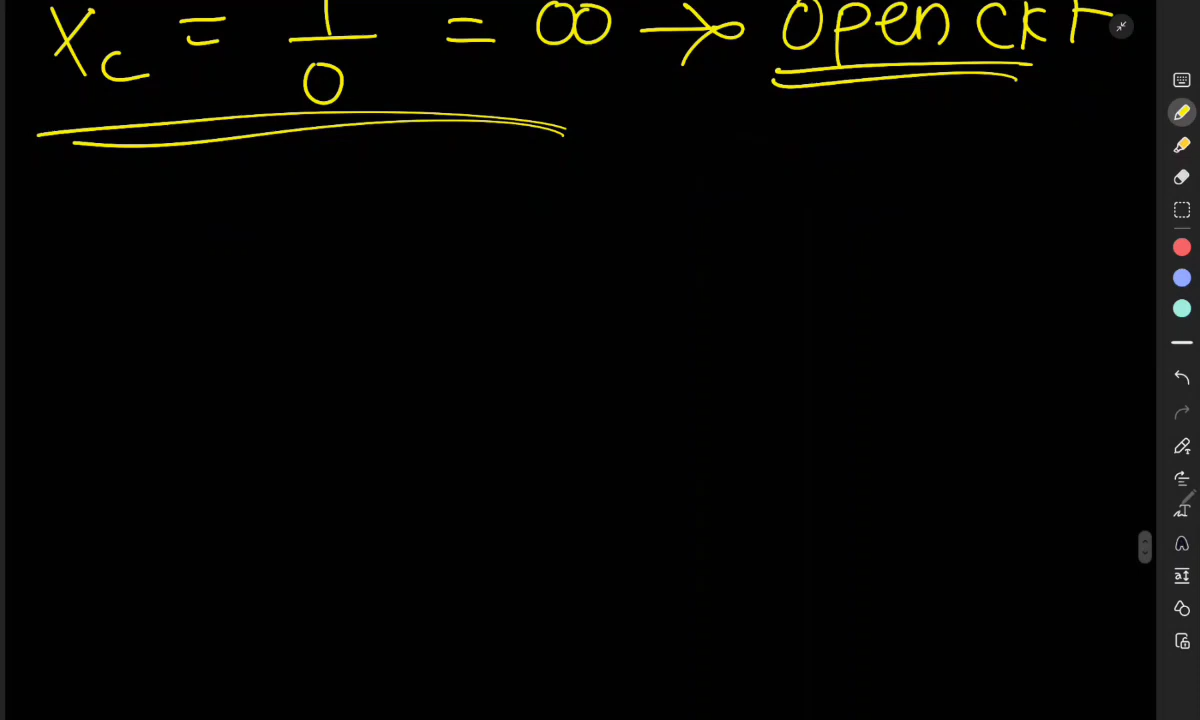 Xc = 1/0 = ∞ → open ckt